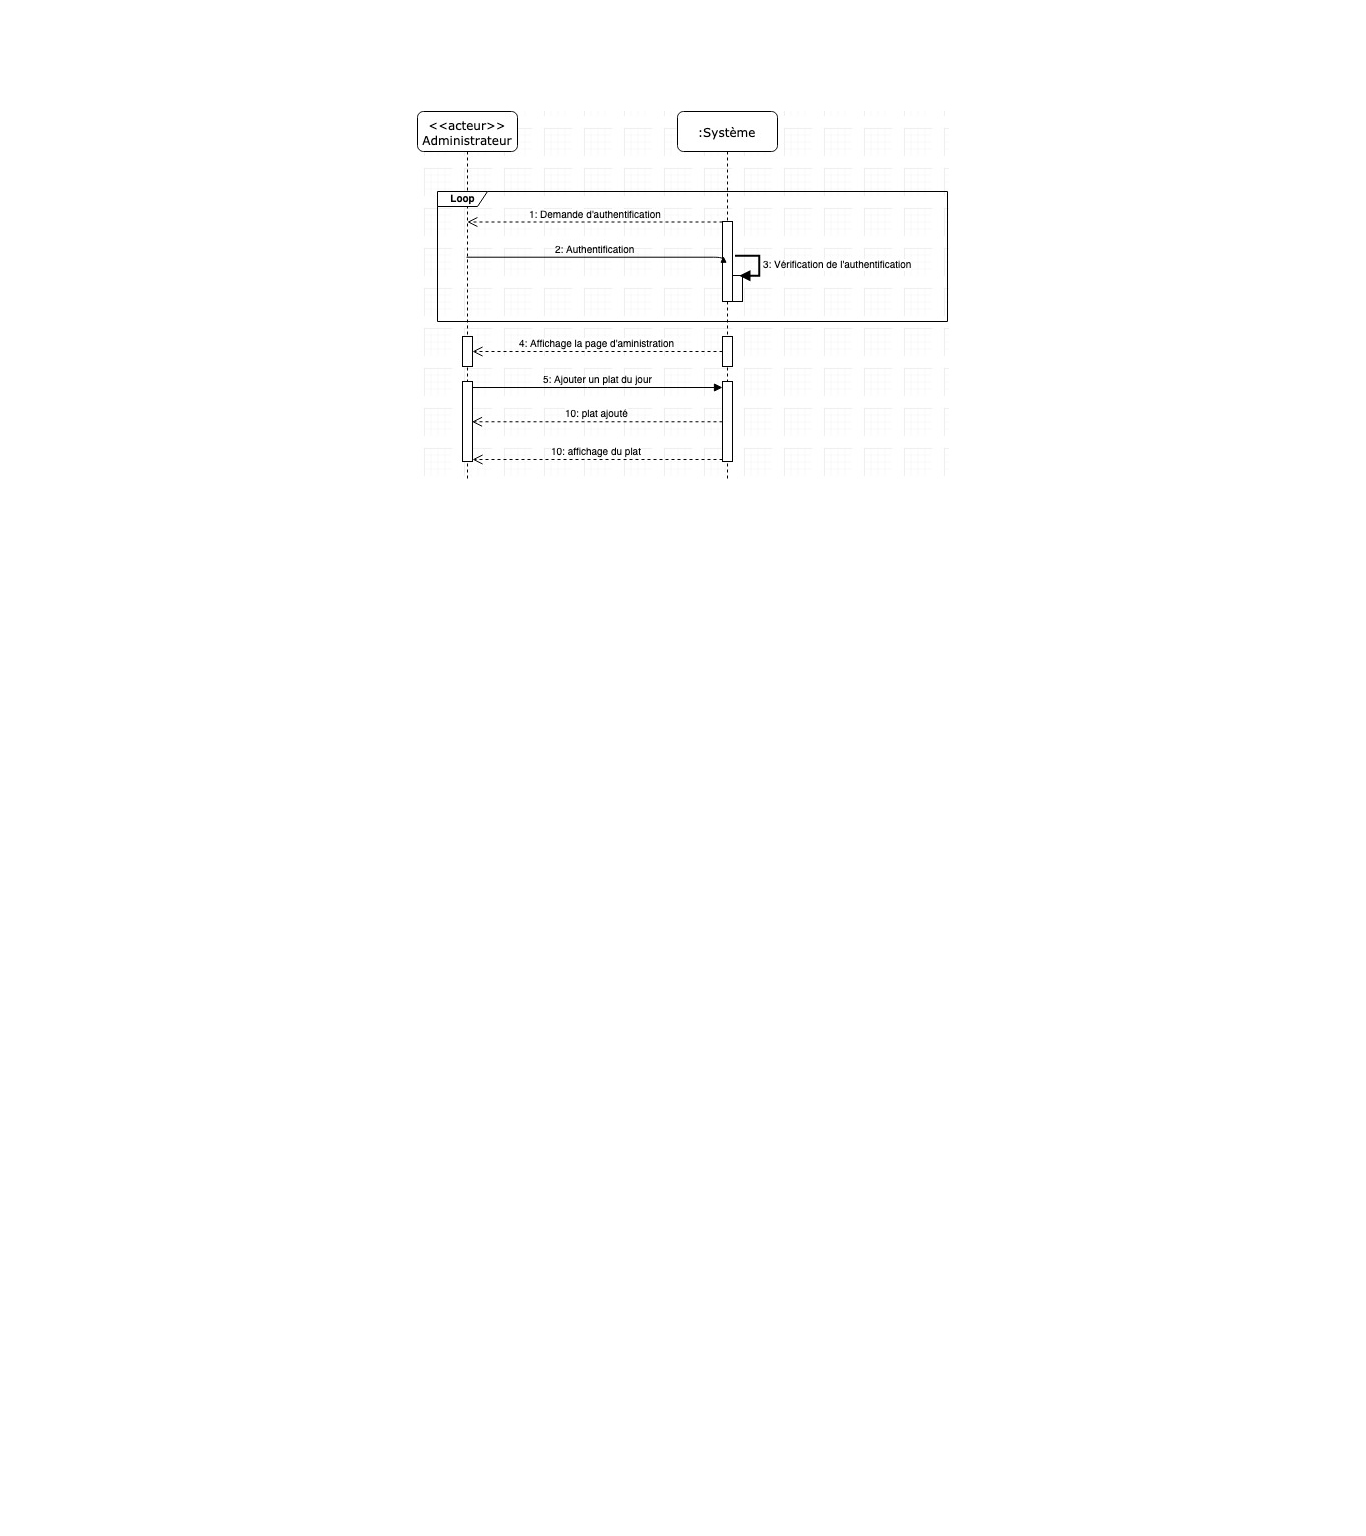 <<acteur>>
Administrateur
:Système
Loop
1: Demande d'authentification
2: Authentification
3: Vérification de l'authentification
4: Affichage la page d'aministration
5: Ajouter un plat du jour
10: plat ajouté
10: affichage du plat